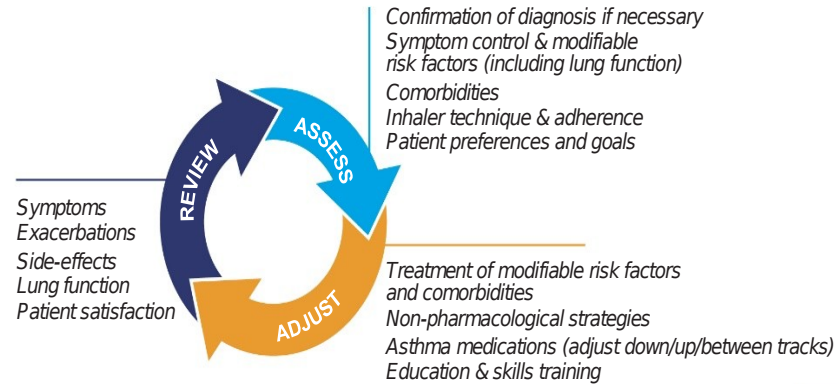 Confirmation of diagnosis if necessary
Symptom control & modifiable
risk factors (including lung function)
Comorbidities
Inhaler technique & adherence
Patient preferences and goals
ASSESS
REVIEW
Symptoms
Exacerbations
Side-effects
Lung function
Patient satisfaction
ADJUST
Treatment of modifiable risk factors
and comorbidities
Non-pharmacological strategies
Asthma medications (adjust down/up/between tracks)
Education & skills training